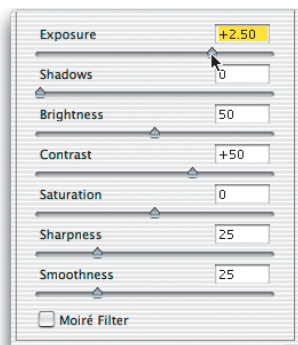 Exposure +2.50
Shadows 0
Brightness 50
Contrast +50
Saturation 0
Sharpness 25
Smoothness 25
Moiré Filter